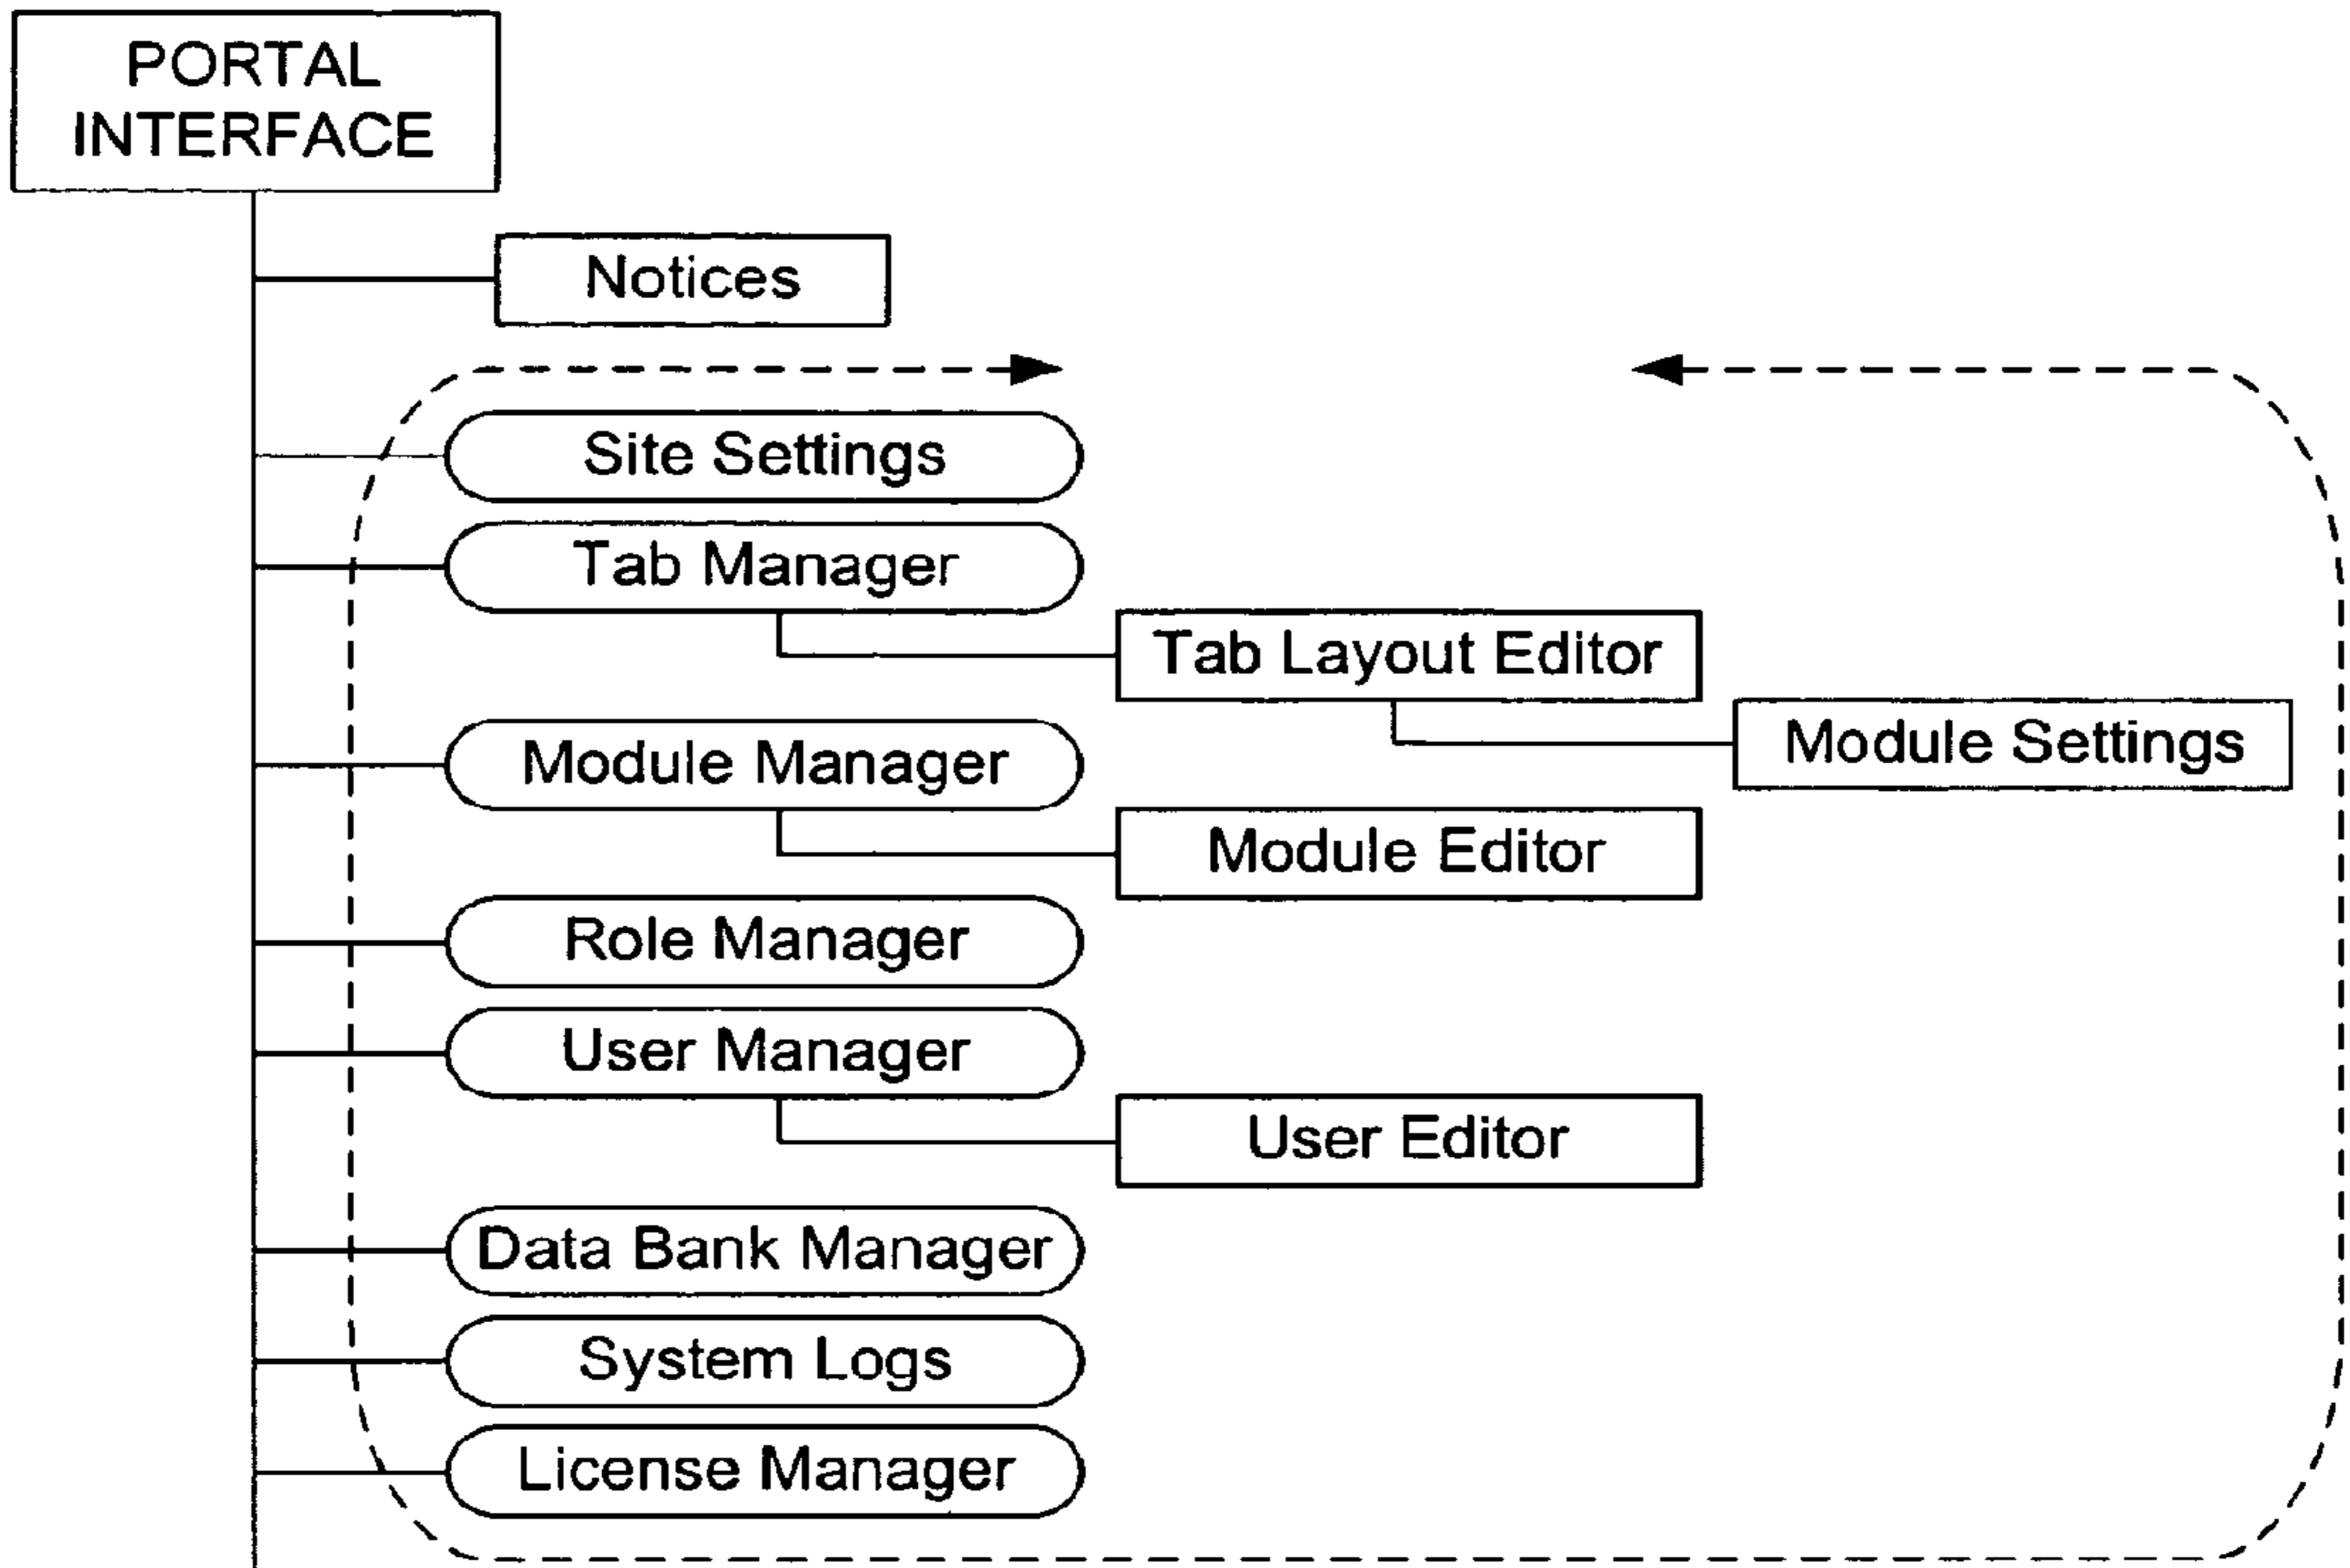 PORTAL
INTERFACE
Notices
Site Settings
Tab Manager
Tab Layout Editor
Module Settings
Module Manager
Module Editor
Role Manager
User Manager
User Editor
Data Bank Manager
System Logs
License Manager